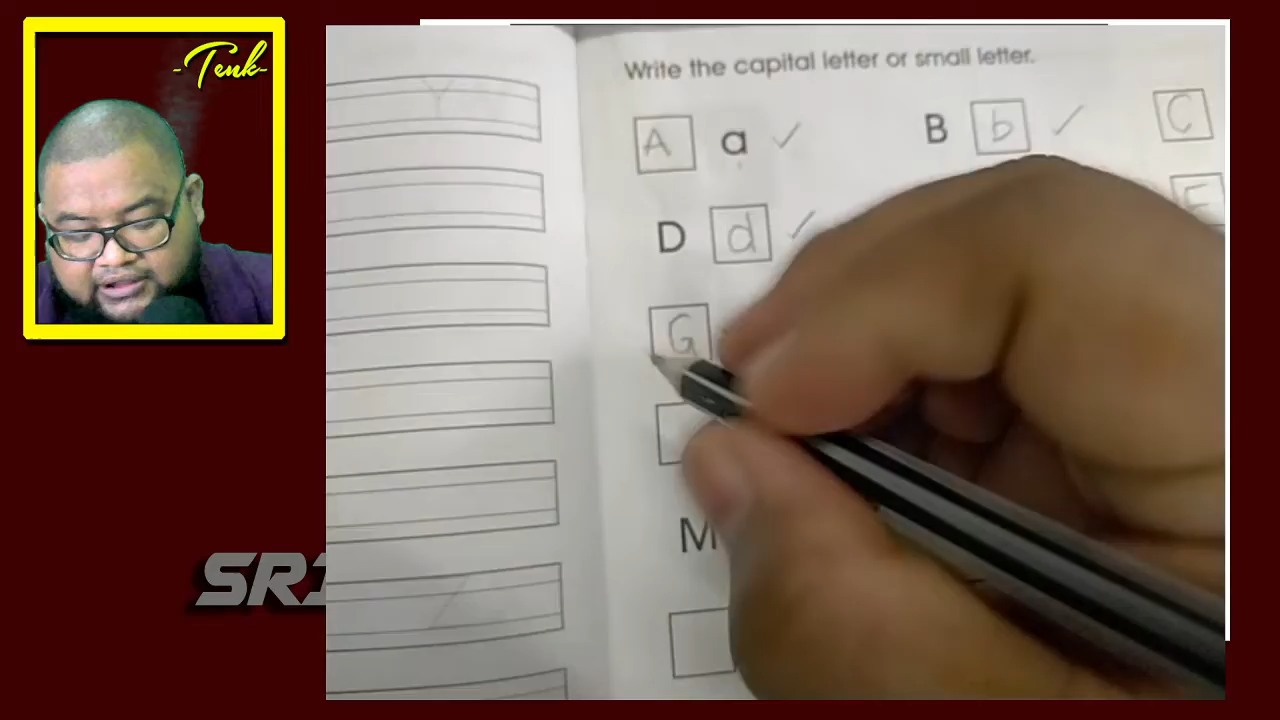 -Tenk-
Write the capital letter or small letter.
A a B b C
D d
G
M